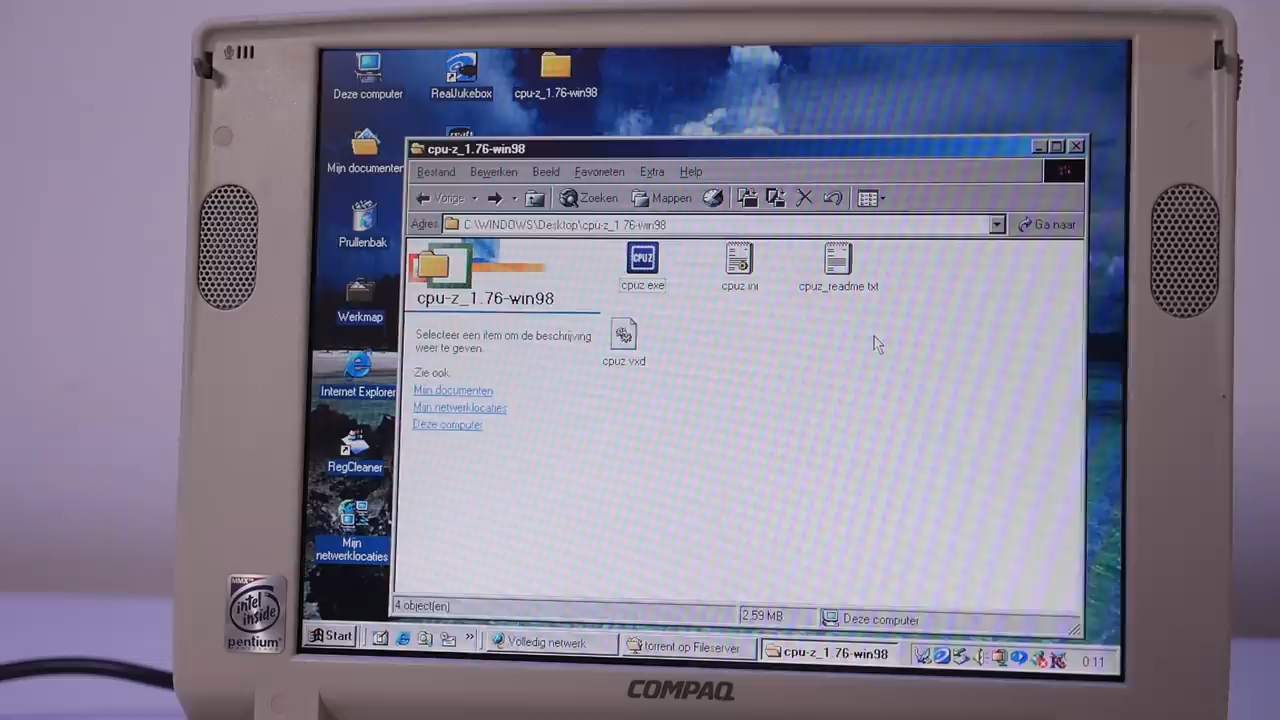 Deze computer
RealJukebox
cpu-z_1.76-win98
Mijn documenten
Prullenbak
Werkmap
Internet Explorer
RegCleaner
Mijn
netwerklocaties
cpu-z_1.76-win98
Bestand Bewerken Beeld Favorieten Extra Help
Vorige Zoeken Mappen
Adres C:\WINDOWS\Desktop\cpu-z_1.76-win98 Ga naar
cpu-z_1.76-win98
Selecteer een item om de beschrijving
weer te geven.
Zie ook:
Mijn documenten
Mijn netwerklocaties
Deze computer
CPUZ
cpuz.exe
cpuz.ini
cpuz_readme.txt
cpuz.vxd
4 object(en) 2,59 MB Deze computer
Start » Volledig netwerk torrent op Fileserver cpu-z_1.76-win98 0:11
MMX
intel
inside
pentium
COMPAQ